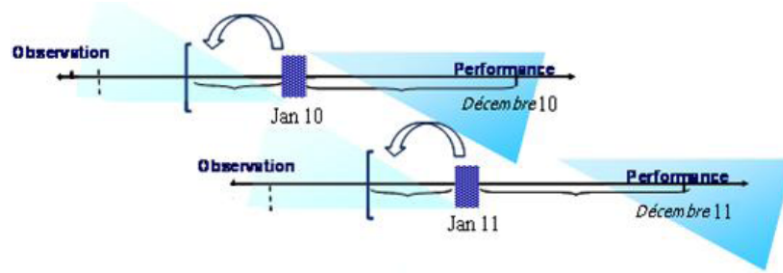 Observation
Performance
Décembre 10
Jan 10
Observation
Performance
Décembre 11
Jan 11